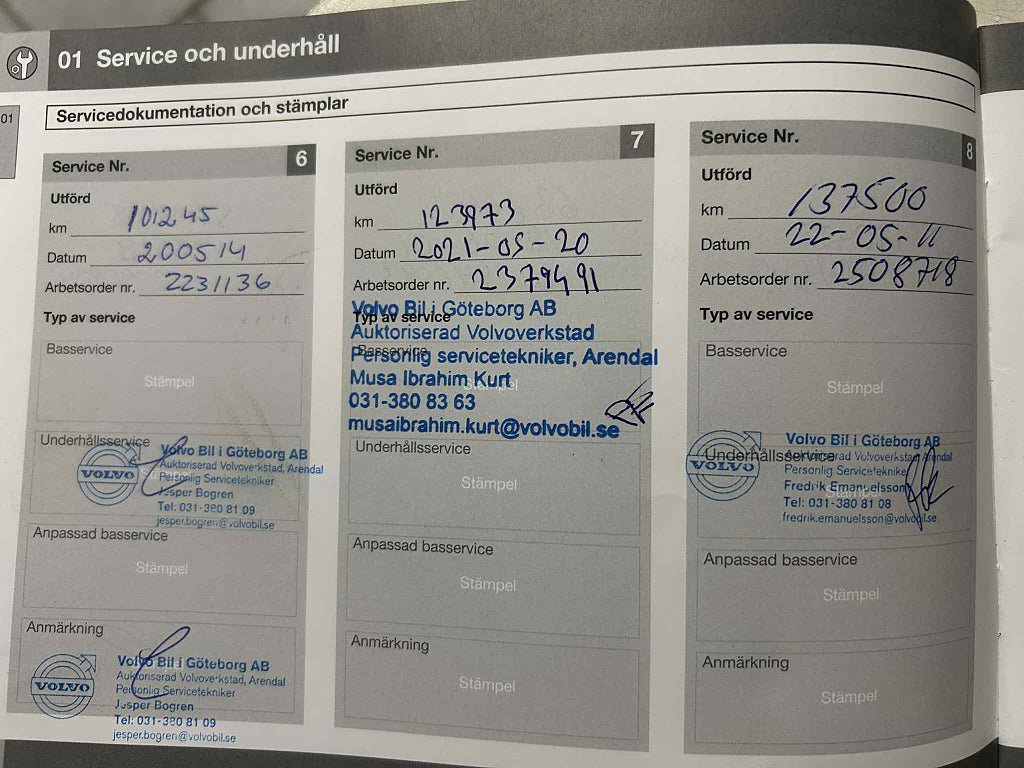 01 Service och underhåll
01
Servicedokumentation och stämplar
Service Nr. 6
Utförd
km 101245
Datum 200514
Arbetsorder nr. 2231136
Typ av service
Basservice
Stämpel
Underhållsservice
VOLVO
Volvo Bil i Göteborg AB
Auktoriserad Volvoverkstad, Arendal
Personlig Servicetekniker
Jesper Bogren
Tel: 031-380 81 09
jesper.bogren@volvobil.se
Anpassad basservice
Stämpel
Anmärkning
VOLVO
Volvo Bil i Göteborg AB
Auktoriserad Volvoverkstad, Arendal
Personlig Servicetekniker
Jesper Bogren
Tel: 031-380 81 09
jesper.bogren@volvobil.se
Service Nr. 7
Utförd
km 123973
Datum 2021-05-20
Arbetsorder nr. 2379491
Typ av service
Volvo Bil i Göteborg AB
Auktoriserad Volvoverkstad
Basservice
Personlig servicetekniker, Arendal
Musa Ibrahim Kurt
Stämpel
031-380 83 63
musaibrahim.kurt@volvobil.se
Underhållsservice
Stämpel
Anpassad basservice
Stämpel
Anmärkning
Stämpel
Service Nr. 8
Utförd
km 137500
Datum 22-05-11
Arbetsorder nr. 2508718
Typ av service
Basservice
Stämpel
Underhållsservice
VOLVO
Volvo Bil i Göteborg AB
Auktoriserad Volvoverkstad, Arendal
Personlig Servicetekniker
Fredrik Emanuelsson
Stämpel
Tel: 031-380 81 08
fredrik.emanuelsson@volvobil.se
Anpassad basservice
Stämpel
Anmärkning
Stämpel